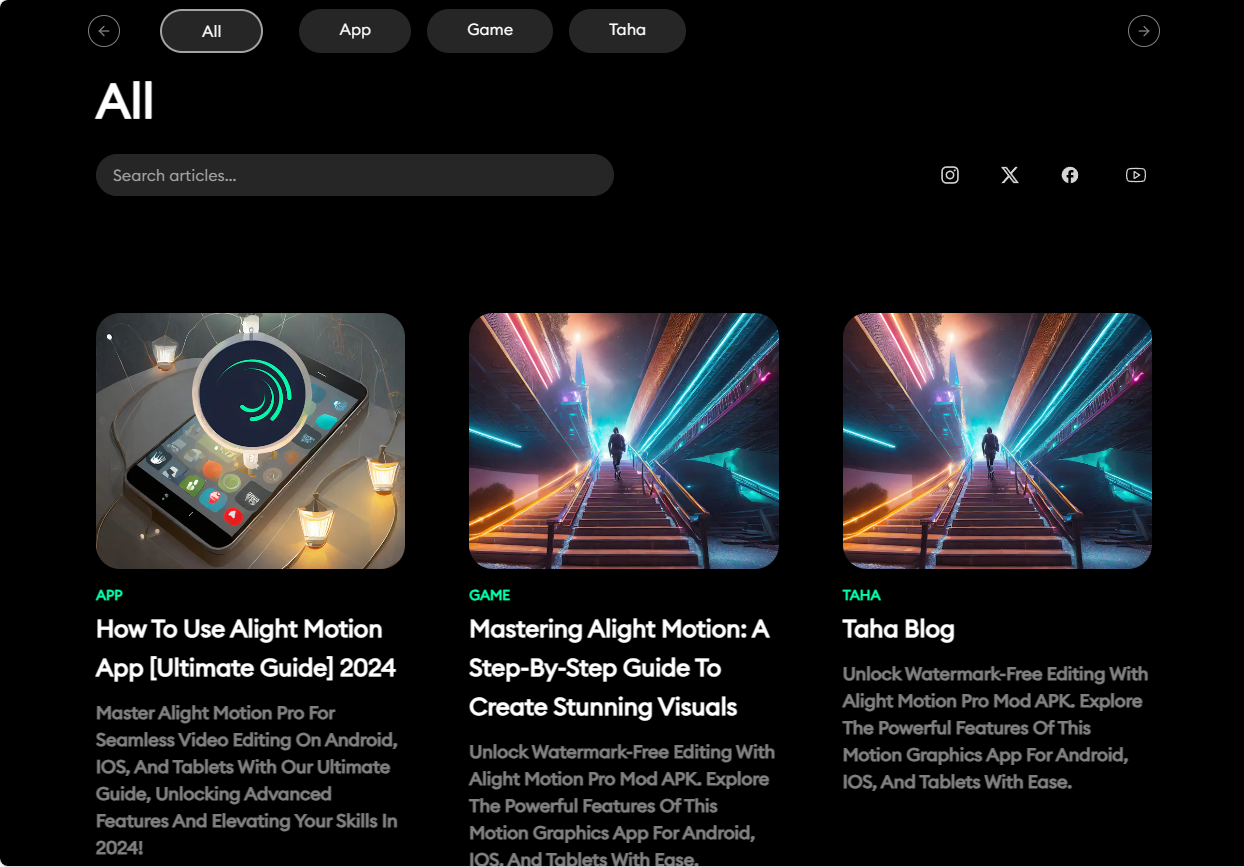 All App Game Taha
All
Search articles...
APP
How To Use Alight Motion
App [Ultimate Guide] 2024
Master Alight Motion Pro For
Seamless Video Editing On Android,
IOS, And Tablets With Our Ultimate
Guide, Unlocking Advanced
Features And Elevating Your Skills In
2024!
GAME
Mastering Alight Motion: A
Step-By-Step Guide To
Create Stunning Visuals
Unlock Watermark-Free Editing With
Alight Motion Pro Mod APK. Explore
The Powerful Features Of This
Motion Graphics App For Android,
IOS, And Tablets With Ease.
TAHA
Taha Blog
Unlock Watermark-Free Editing With
Alight Motion Pro Mod APK. Explore
The Powerful Features Of This
Motion Graphics App For Android,
IOS, And Tablets With Ease.